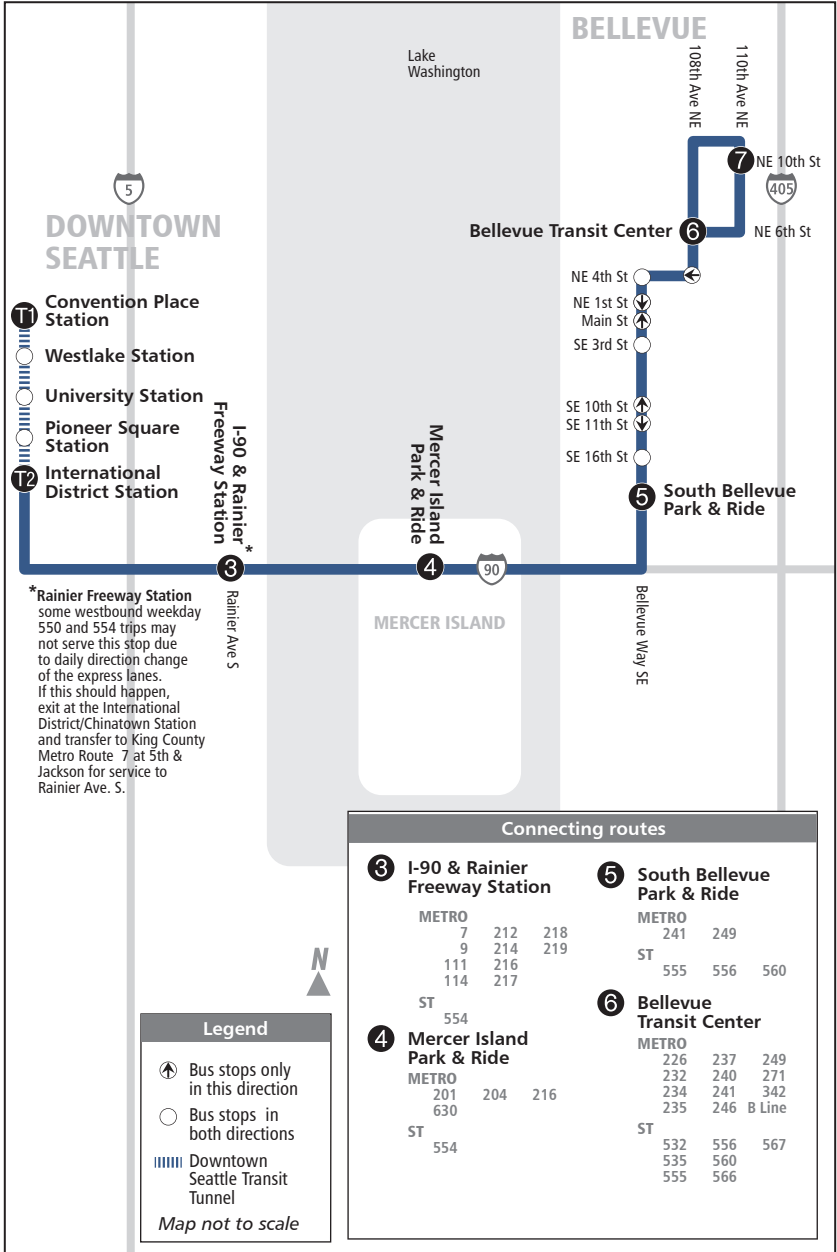 BELLEVUE
Lake
Washington
108th Ave NE
110th Ave NE
7
NE 10th St
5
405
DOWNTOWN
SEATTLE
Bellevue Transit Center
6
NE 6th St
NE 4th St
T1
Convention Place
Station
NE 1st St
Main St
SE 3rd St
Westlake Station
University Station
SE 10th St
SE 11th St
Pioneer Square
Station
SE 16th St
T2
International
District Station
I-90 & Rainier *
Freeway Station
Mercer Island
Park & Ride
5
South Bellevue
Park & Ride
3
4
90
*Rainier Freeway Station
some westbound weekday
550 and 554 trips may
not serve this stop due
to daily direction change
of the express lanes.
If this should happen,
exit at the International
District/Chinatown Station
and transfer to King County
Metro Route 7 at 5th &
Jackson for service to
Rainier Ave. S.
Rainier Ave S
MERCER ISLAND
Bellevue Way SE
N
Legend
Bus stops only
in this direction
Bus stops in
both directions
Downtown
Seattle Transit
Tunnel
Map not to scale
Connecting routes
3 I-90 & Rainier
Freeway Station
METRO
7 212 218
9 214 219
111 216
114 217
ST
554
4 Mercer Island
Park & Ride
METRO
201 204 216
630
ST
554
5 South Bellevue
Park & Ride
METRO
241 249
ST
555 556 560
6 Bellevue
Transit Center
METRO
226 237 249
232 240 271
234 241 342
235 246 B Line
ST
532 556 567
535 560
555 566